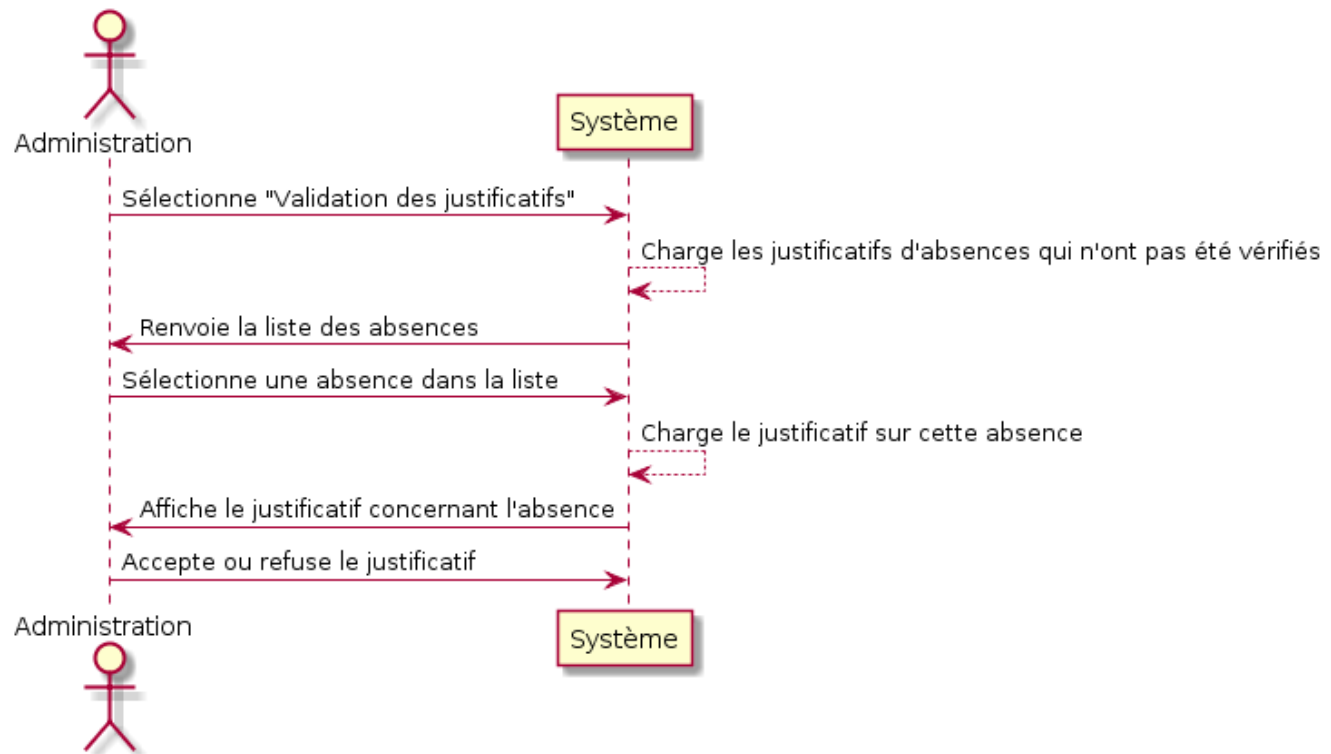 Administration
Système
Sélectionne "Validation des justificatifs"
Charge les justificatifs d'absences qui n'ont pas été vérifiés
Renvoie la liste des absences
Sélectionne une absence dans la liste
Charge le justificatif sur cette absence
Affiche le justificatif concernant l'absence
Accepte ou refuse le justificatif
Administration
Système